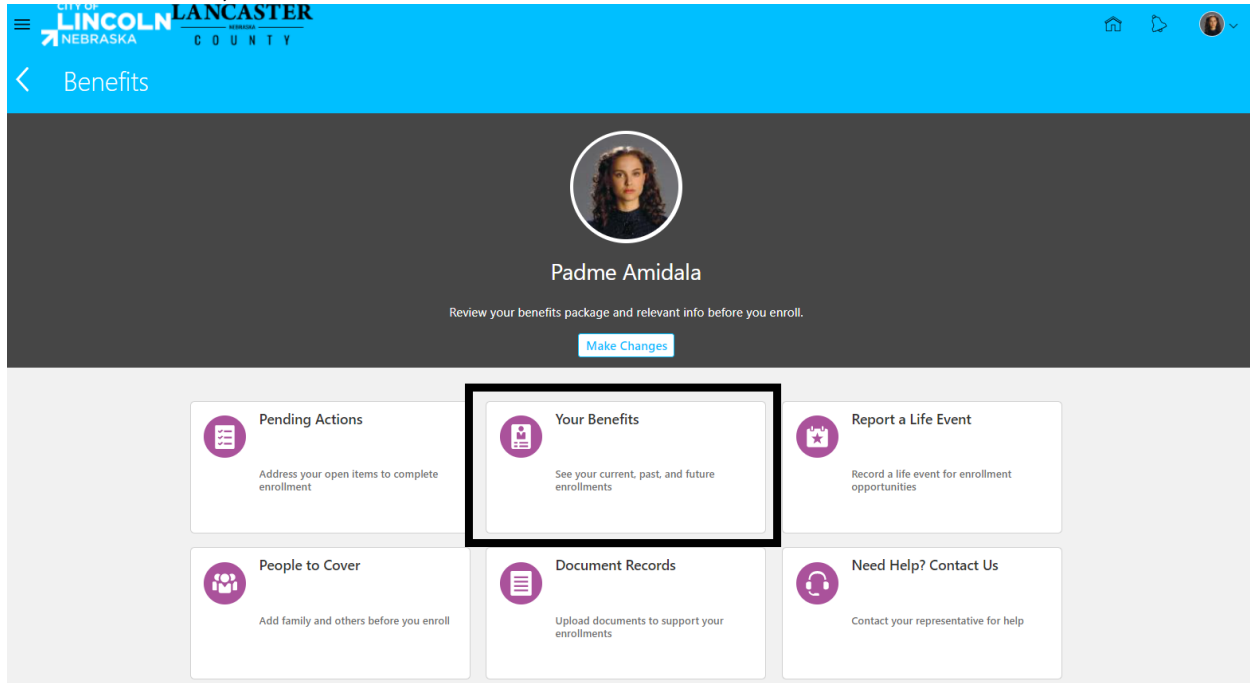 CITY OF
LINCOLN
NEBRASKA
LANCASTER
NEBRASKA
COUNTY
Benefits
Padme Amidala
Review your benefits package and relevant info before you enroll.
Make Changes
Pending Actions
Address your open items to complete
enrollment
Your Benefits
See your current, past, and future
enrollments
Report a Life Event
Record a life event for enrollment
opportunities
People to Cover
Add family and others before you enroll
Document Records
Upload documents to support your
enrollments
Need Help? Contact Us
Contact your representative for help